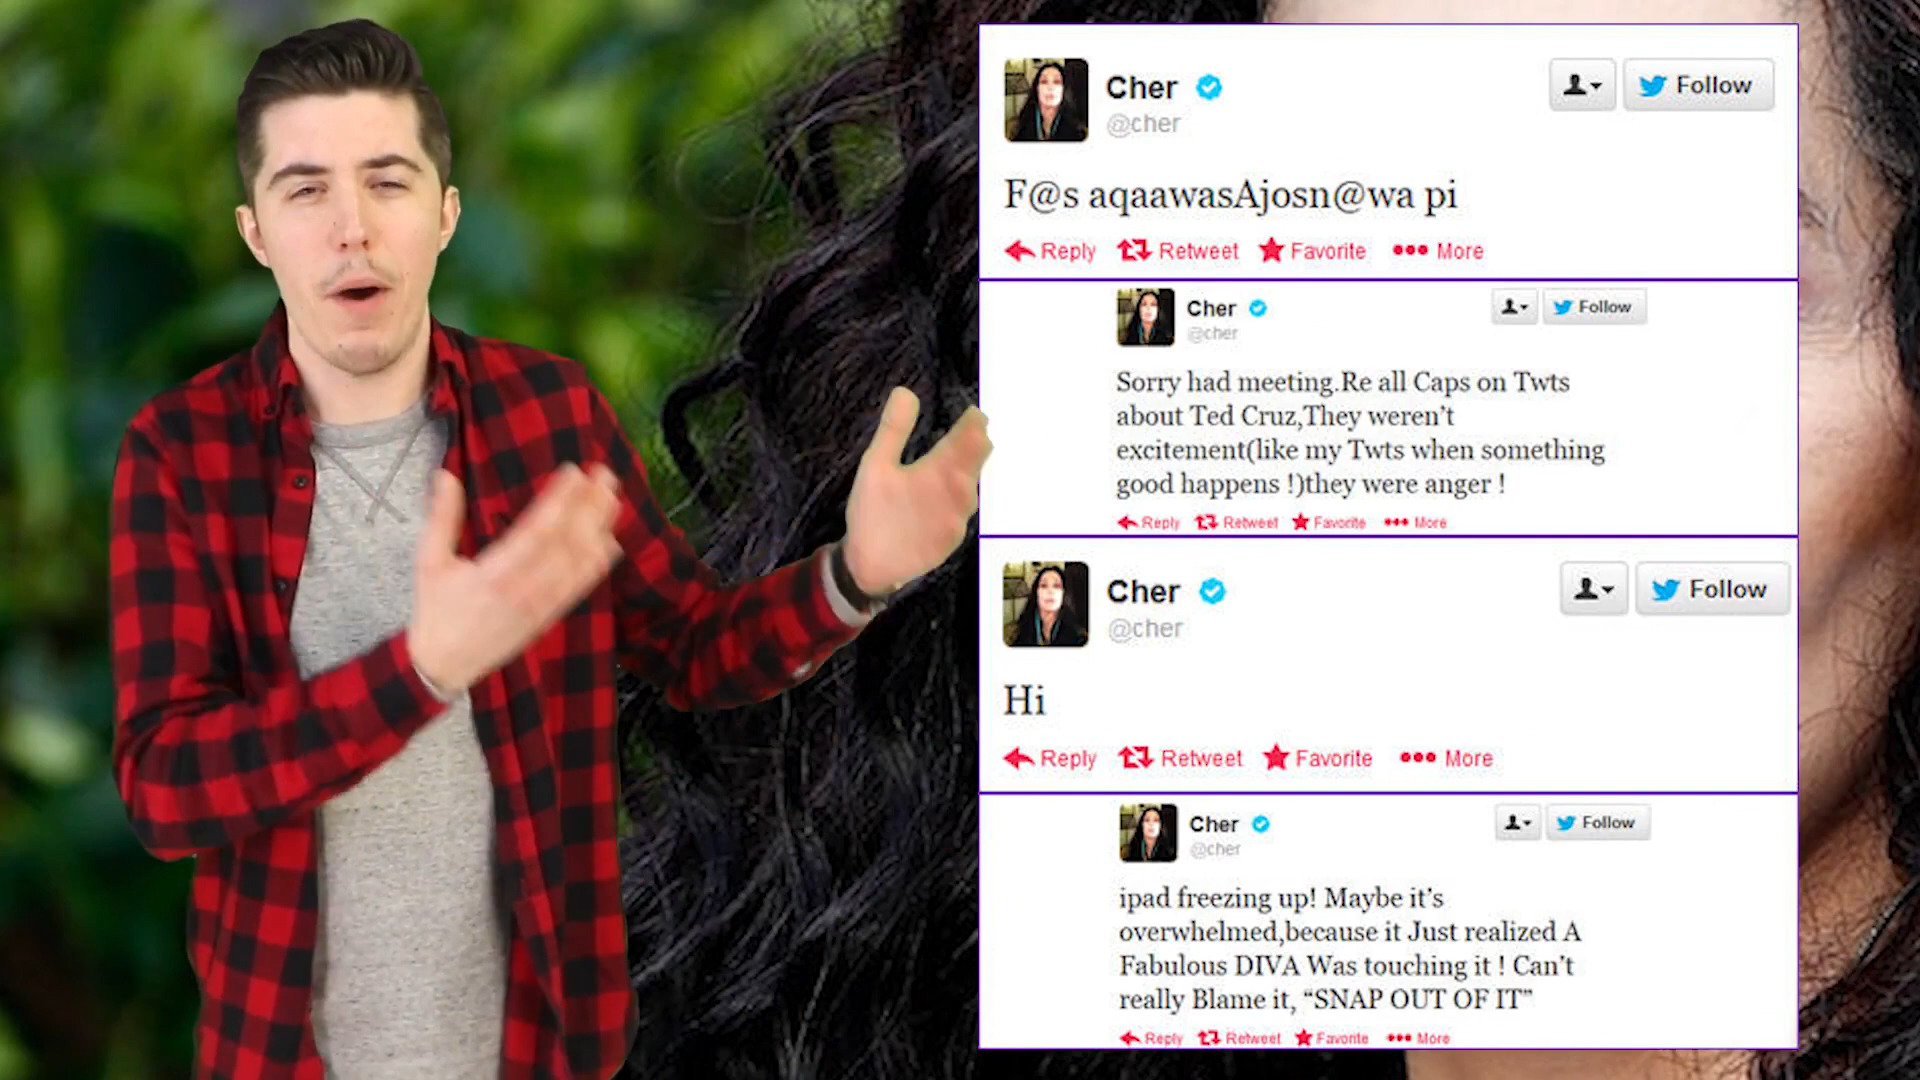 Cher
@cher
Follow
F@s aqaawasAjosn@wa pi
Reply Retweet Favorite More
Cher
@cher
Follow
Sorry had meeting.Re all Caps on Twts
about Ted Cruz,They weren't
excitement(like my Twts when something
good happens !)they were anger !
Reply Retweet Favorite More
Cher
@cher
Follow
Hi
Reply Retweet Favorite More
Cher
@cher
Follow
ipad freezing up! Maybe it's
overwhelmed,because it Just realized A
Fabulous DIVA Was touching it ! Can't
really Blame it, “SNAP OUT OF IT”
Reply Retweet Favorite More